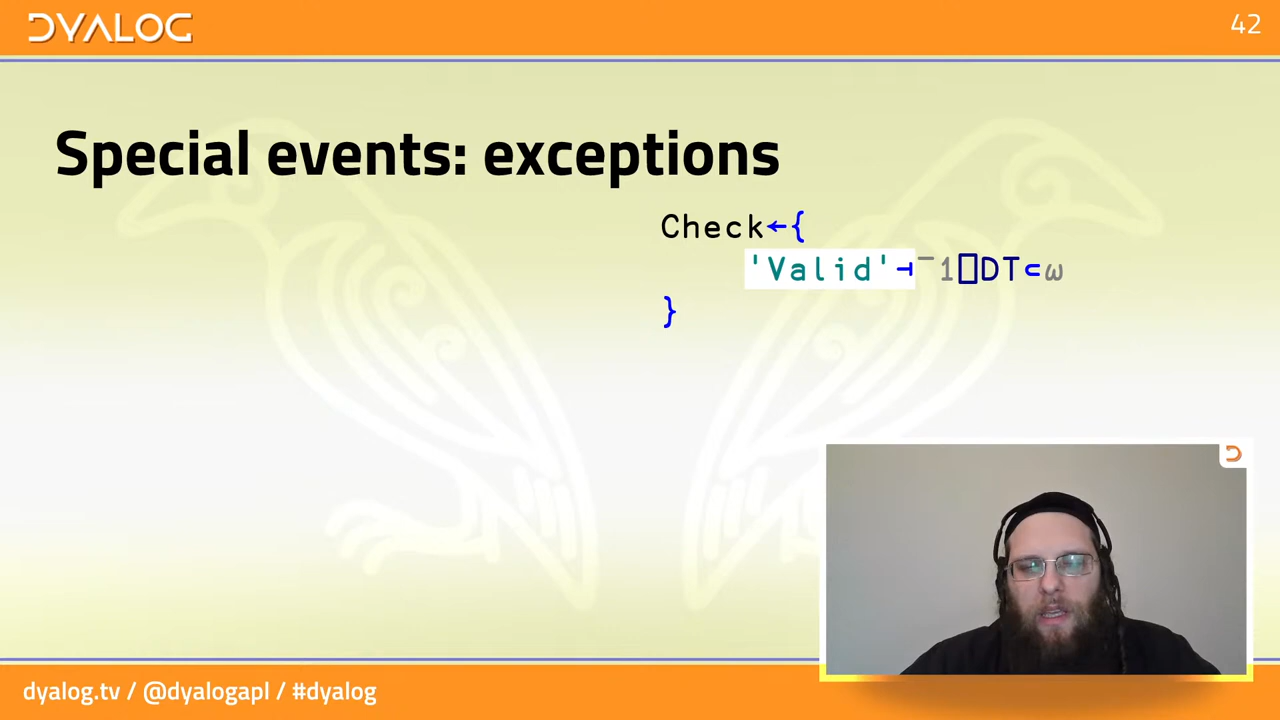 DYALOG
42
Special events: exceptions
Check←{
'Valid'⊣¯1⎕DT⊂⍵
}
dyalog.tv / @dyalogapl / #dyalog